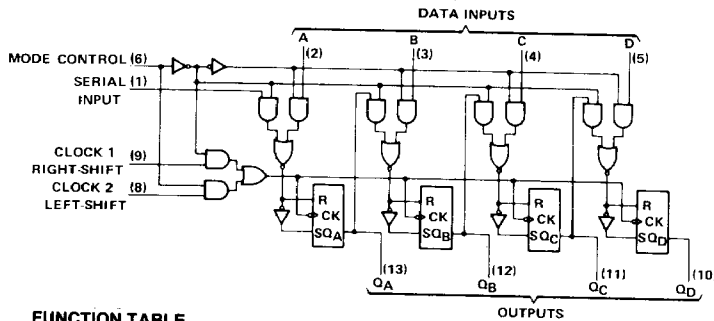 DATA INPUTS
A B C D
(2) (3) (4) (5)
MODE CONTROL (6)
SERIAL (1)
INPUT
CLOCK 1 (9)
RIGHT-SHIFT
CLOCK 2 (8)
LEFT-SHIFT
R R R R
CK CK CK CK
SQA SQB SQC SQD
(13) (12) (11) (10
QA QB QC QD
OUTPUTS
FUNCTION TABLE